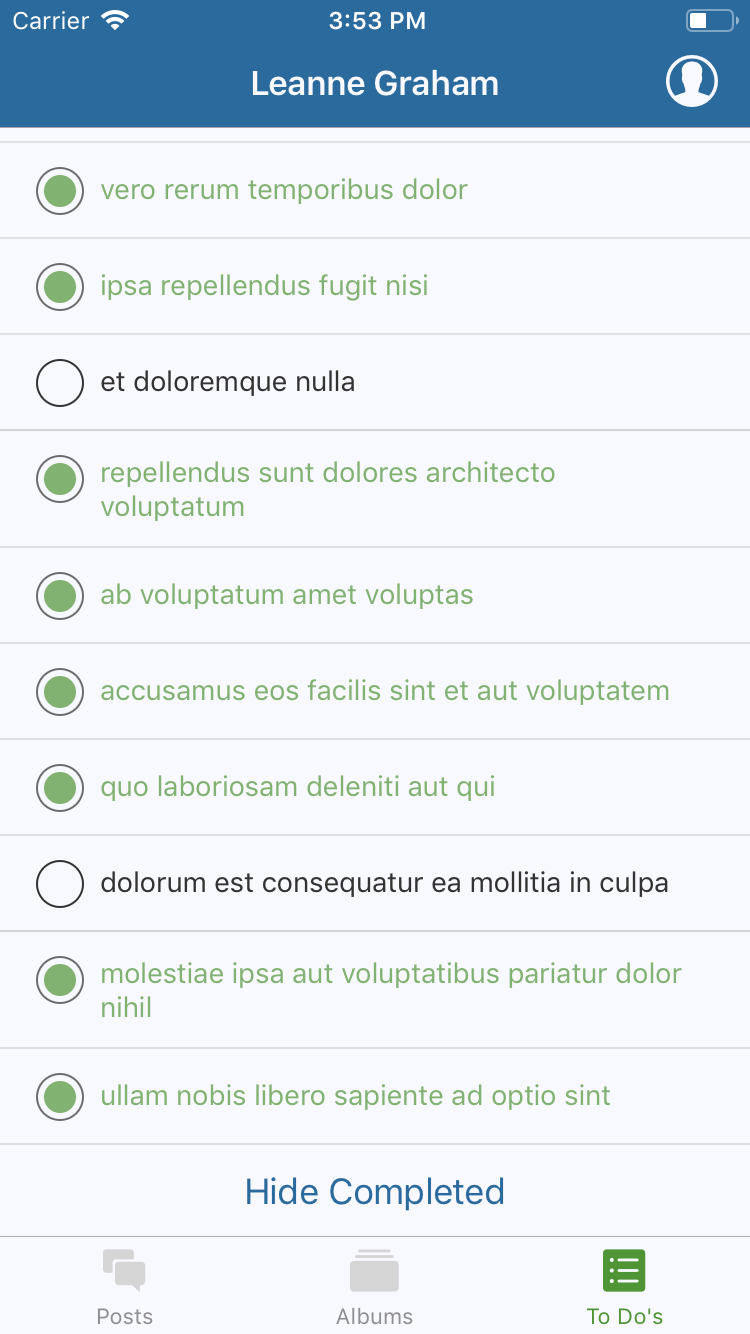 Carrier 3:53 PM
Leanne Graham
vero rerum temporibus dolor
ipsa repellendus fugit nisi
et doloremque nulla
repellendus sunt dolores architecto
voluptatum
ab voluptatum amet voluptas
accusamus eos facilis sint et aut voluptatem
quo laboriosam deleniti aut qui
dolorum est consequatur ea mollitia in culpa
molestiae ipsa aut voluptatibus pariatur dolor
nihil
ullam nobis libero sapiente ad optio sint
Hide Completed
Posts Albums To Do's